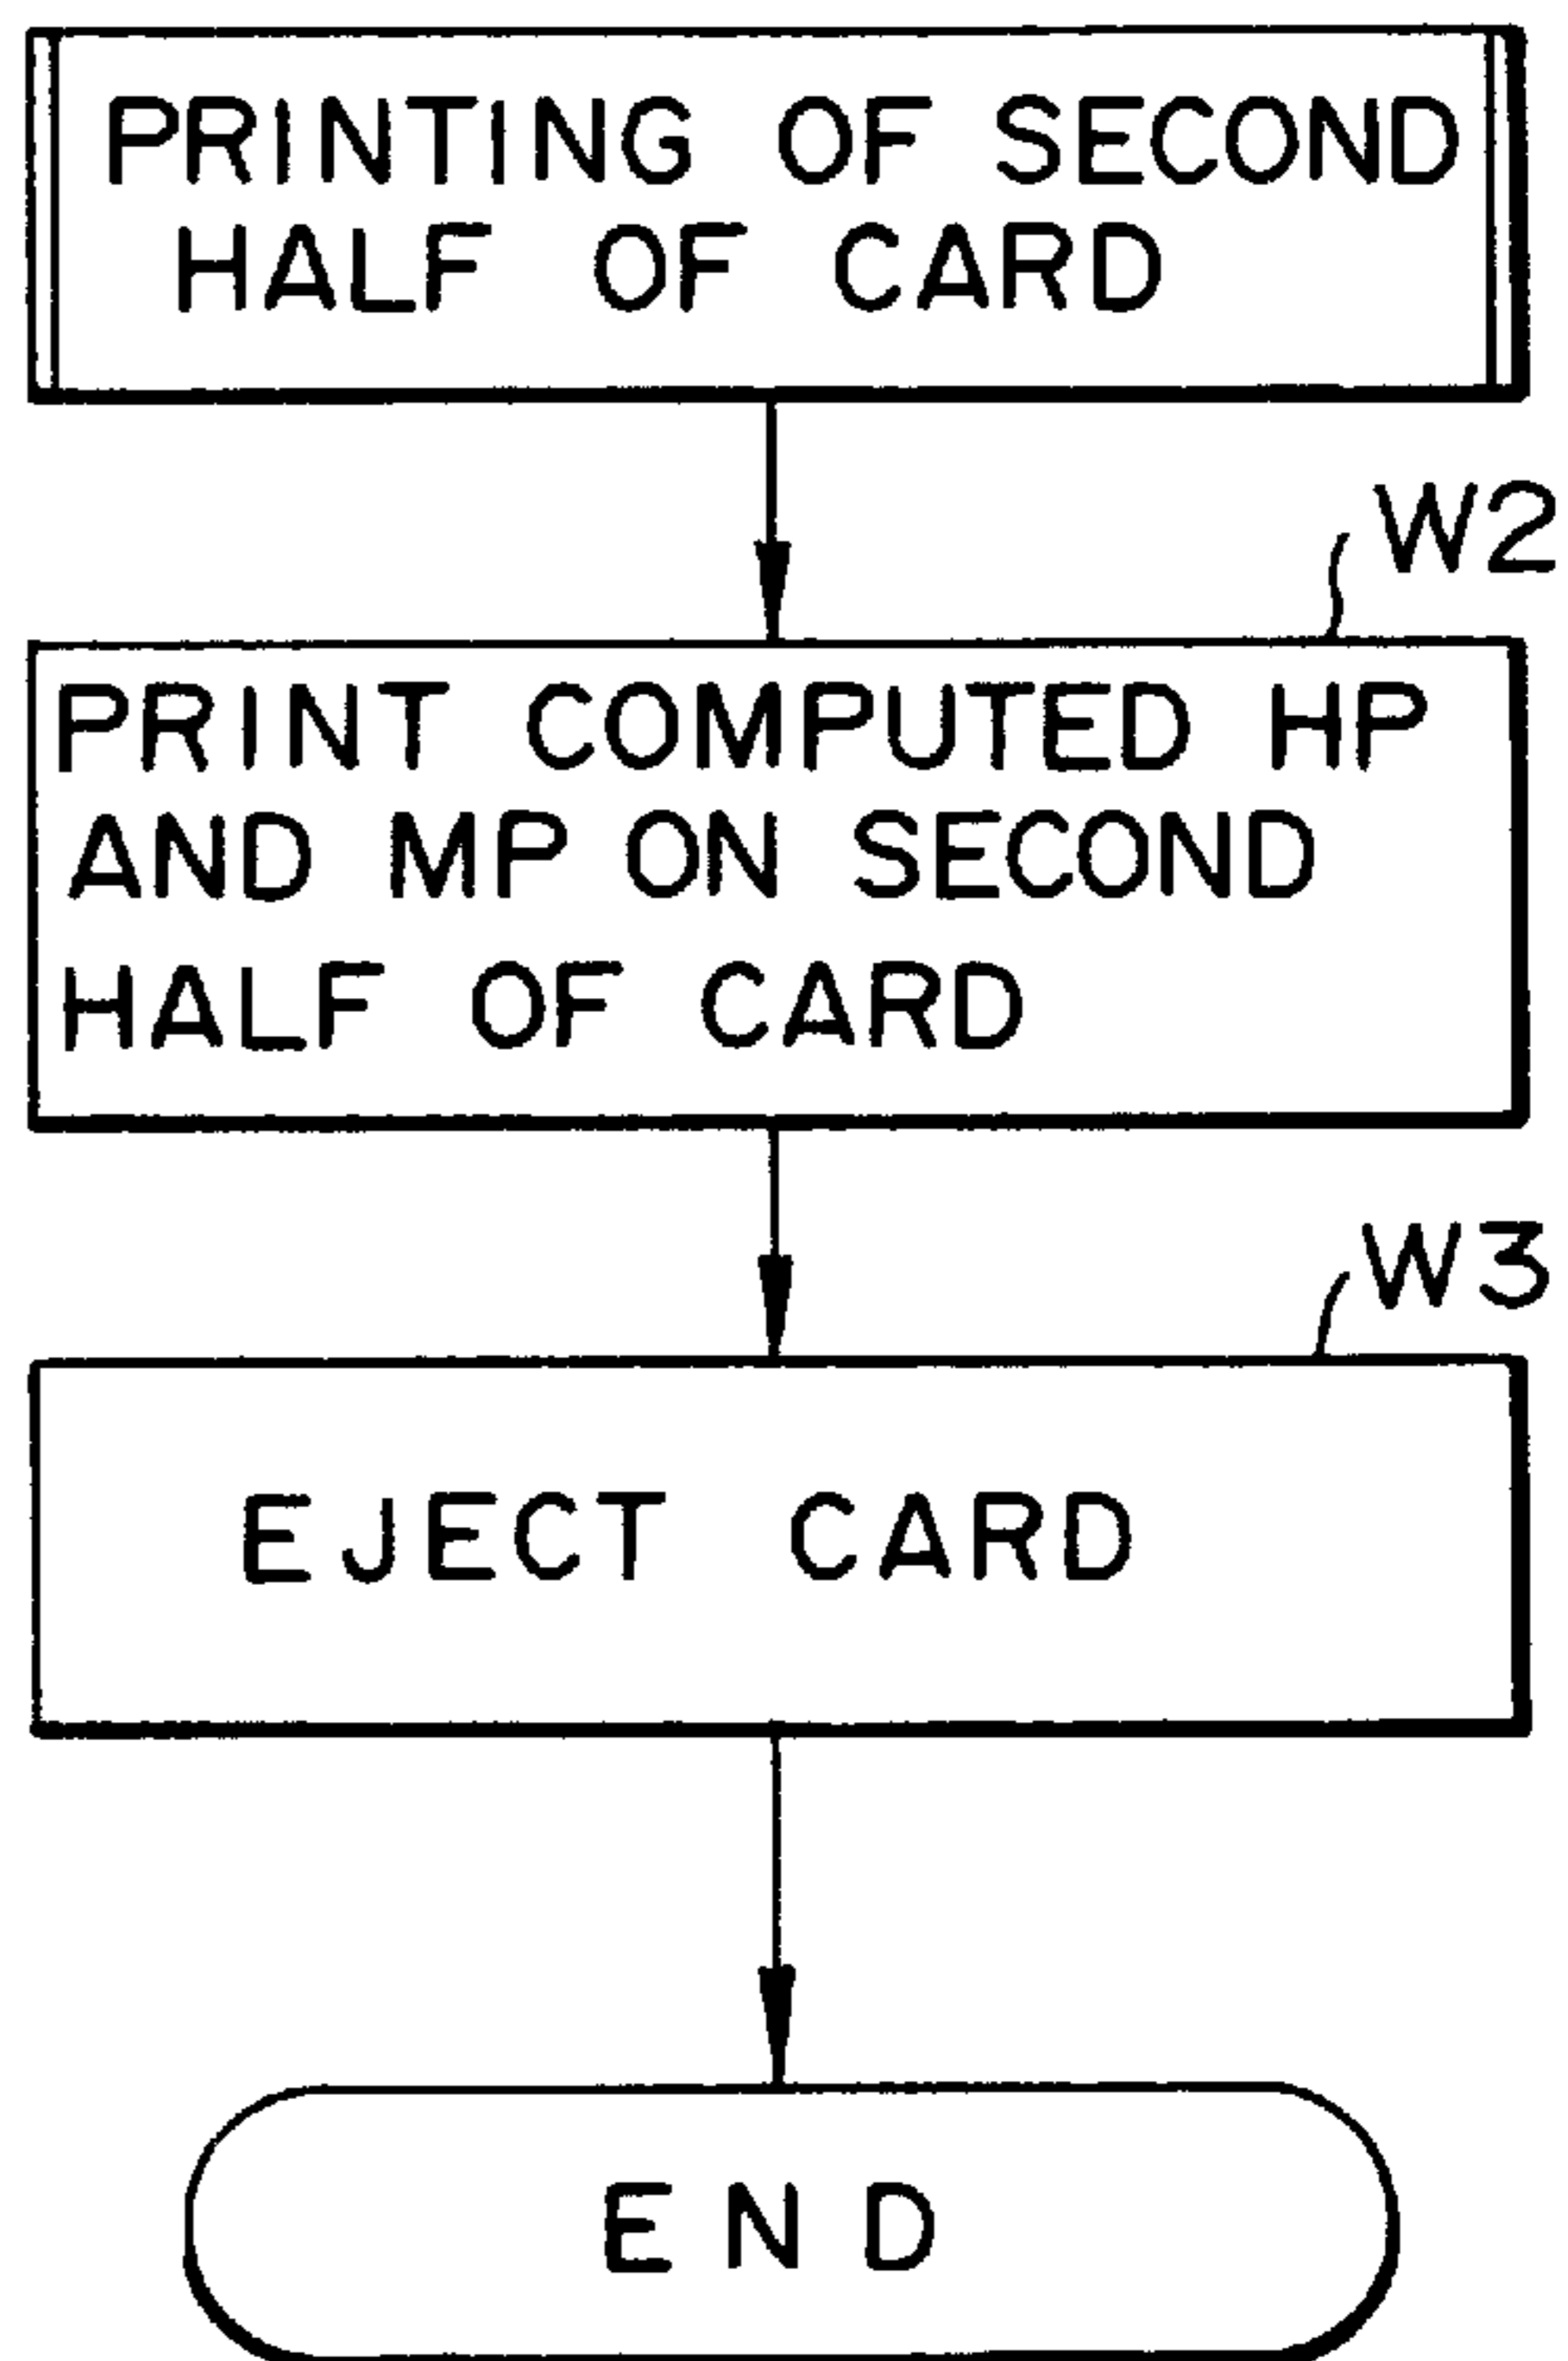 PRINTING OF SECOND
HALF OF CARD
W2
PRINT COMPUTED HP
AND MP ON SECOND
HALF OF CARD
W3
EJECT CARD
END